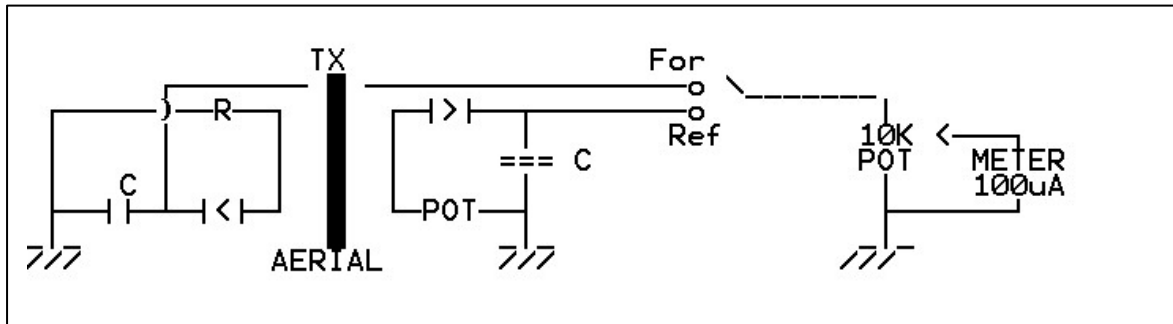 TX
For
R
Ref
10K
POT
METER
100uA
C
C
POT
AERIAL